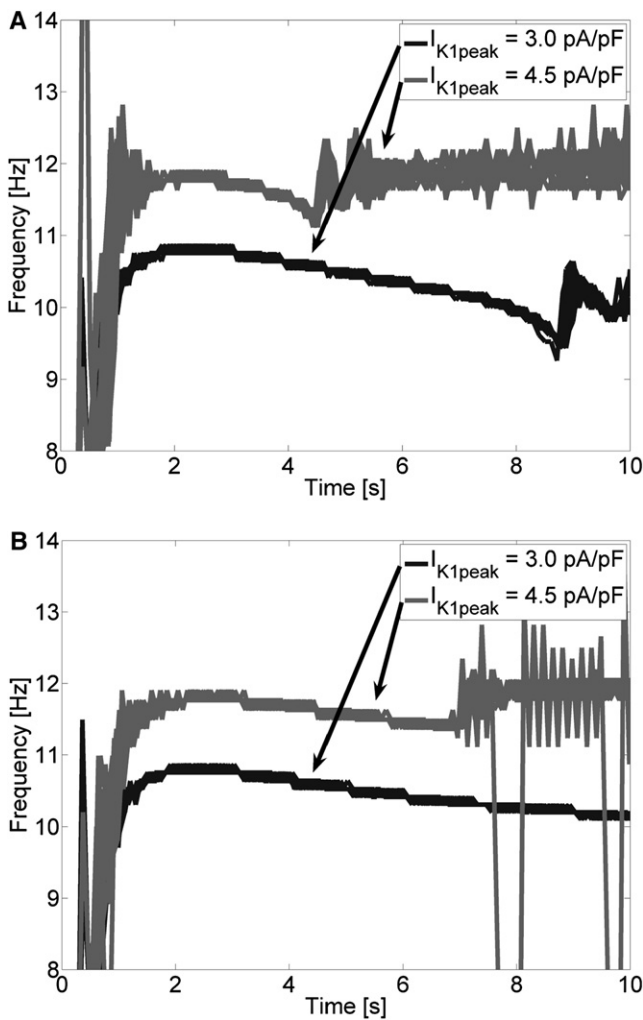 A
14
13
12
11
10
9
8
Frequency [Hz]
0
2
4
6
8
10
Time [s]
I_K1peak = 3.0 pA/pF
I_K1peak = 4.5 pA/pF
B
14
13
12
11
10
9
8
Frequency [Hz]
0
2
4
6
8
10
Time [s]
I_K1peak = 3.0 pA/pF
I_K1peak = 4.5 pA/pF